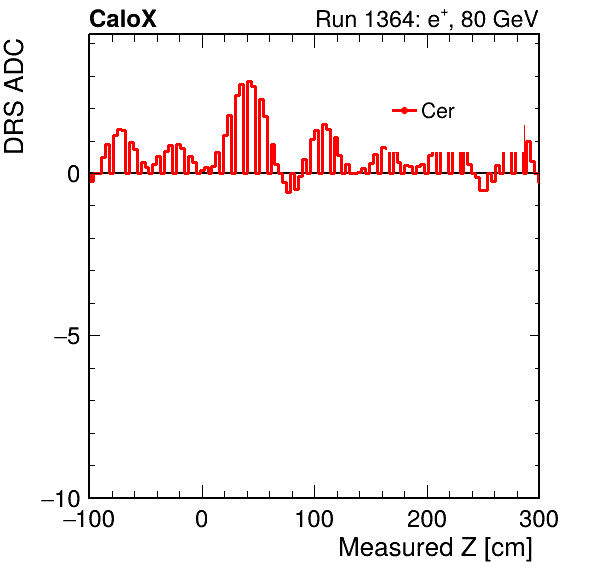 CaloX Run 1364: e⁺, 80 GeV
DRS ADC
Cer
0
−5
−10
−100 0 100 200 300
Measured Z [cm]